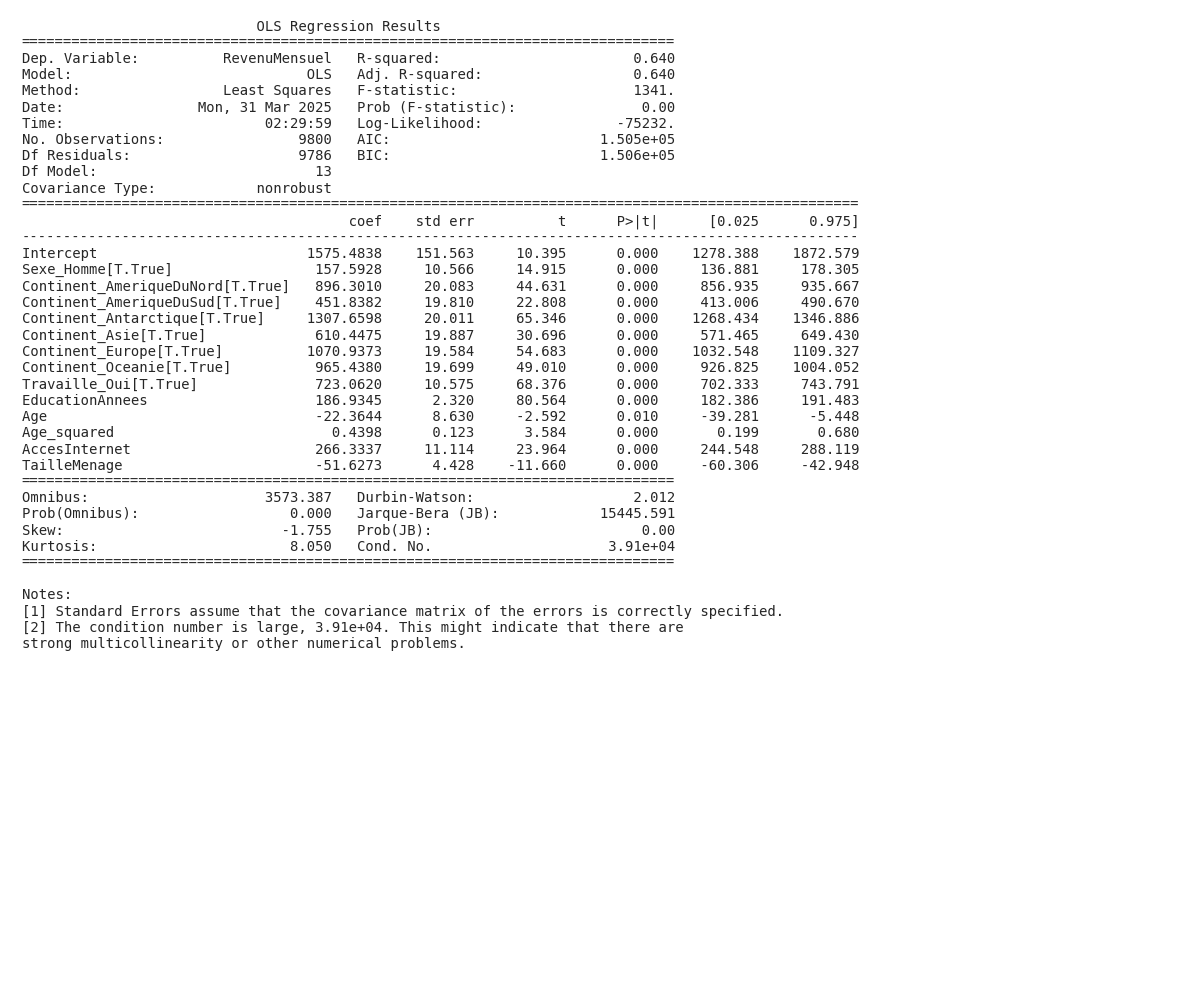 OLS Regression Results
==============================================================================
Dep. Variable:          RevenuMensuel   R-squared:                       0.640
Model:                            OLS   Adj. R-squared:                  0.640
Method:                 Least Squares   F-statistic:                     1341.
Date:                Mon, 31 Mar 2025   Prob (F-statistic):               0.00
Time:                        02:29:59   Log-Likelihood:                -75232.
No. Observations:                9800   AIC:                         1.505e+05
Df Residuals:                    9786   BIC:                         1.506e+05
Df Model:                          13
Covariance Type:            nonrobust
====================================================================================================
coef    std err          t      P>|t|      [0.025      0.975]
----------------------------------------------------------------------------------------------------
Intercept                         1575.4838    151.563     10.395      0.000    1278.388    1872.579
Sexe_Homme[T.True]                 157.5928     10.566     14.915      0.000     136.881     178.305
Continent_AmeriqueDuNord[T.True]   896.3010     20.083     44.631      0.000     856.935     935.667
Continent_AmeriqueDuSud[T.True]    451.8382     19.810     22.808      0.000     413.006     490.670
Continent_Antarctique[T.True]     1307.6598     20.011     65.346      0.000    1268.434    1346.886
Continent_Asie[T.True]             610.4475     19.887     30.696      0.000     571.465     649.430
Continent_Europe[T.True]          1070.9373     19.584     54.683      0.000    1032.548    1109.327
Continent_Oceanie[T.True]          965.4380     19.699     49.010      0.000     926.825    1004.052
Travaille_Oui[T.True]              723.0620     10.575     68.376      0.000     702.333     743.791
EducationAnnees                    186.9345      2.320     80.564      0.000     182.386     191.483
Age                                -22.3644      8.630     -2.592      0.010     -39.281      -5.448
Age_squared                          0.4398      0.123      3.584      0.000       0.199       0.680
AccesInternet                      266.3337     11.114     23.964      0.000     244.548     288.119
TailleMenage                       -51.6273      4.428    -11.660      0.000     -60.306     -42.948
==============================================================================
Omnibus:                     3573.387   Durbin-Watson:                   2.012
Prob(Omnibus):                  0.000   Jarque-Bera (JB):            15445.591
Skew:                          -1.755   Prob(JB):                         0.00
Kurtosis:                       8.050   Cond. No.                     3.91e+04
==============================================================================
Notes:
[1] Standard Errors assume that the covariance matrix of the errors is correctly specified.
[2] The condition number is large, 3.91e+04. This might indicate that there are
strong multicollinearity or other numerical problems.